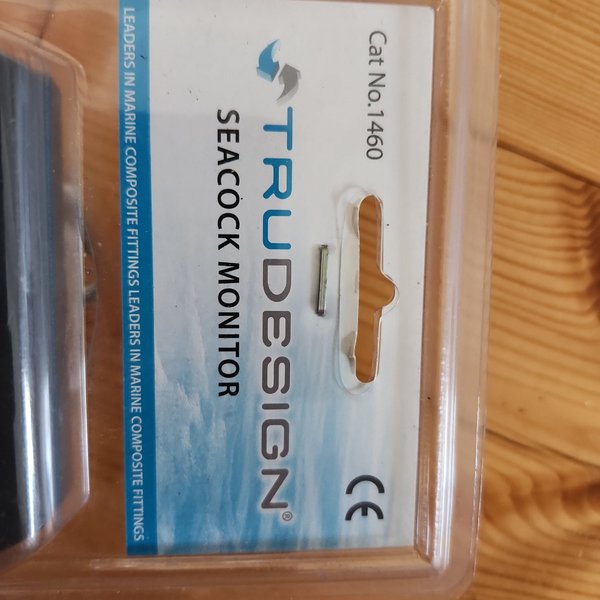 Cat No.1460
TRUDESIGN®
SEACOCK MONITOR
CE
LEADERS IN MARINE COMPOSITE FITTINGS LEADERS IN MARINE COMPOSITE FITTINGS